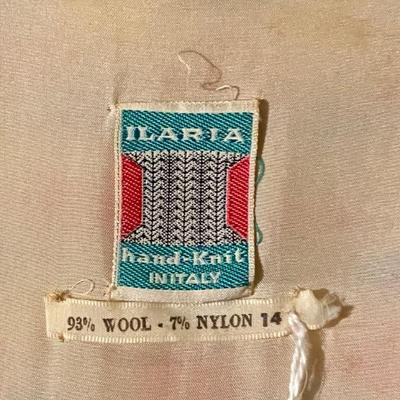 ILARIA
hand-Knit
IN ITALY
93% WOOL - 7% NYLON 14